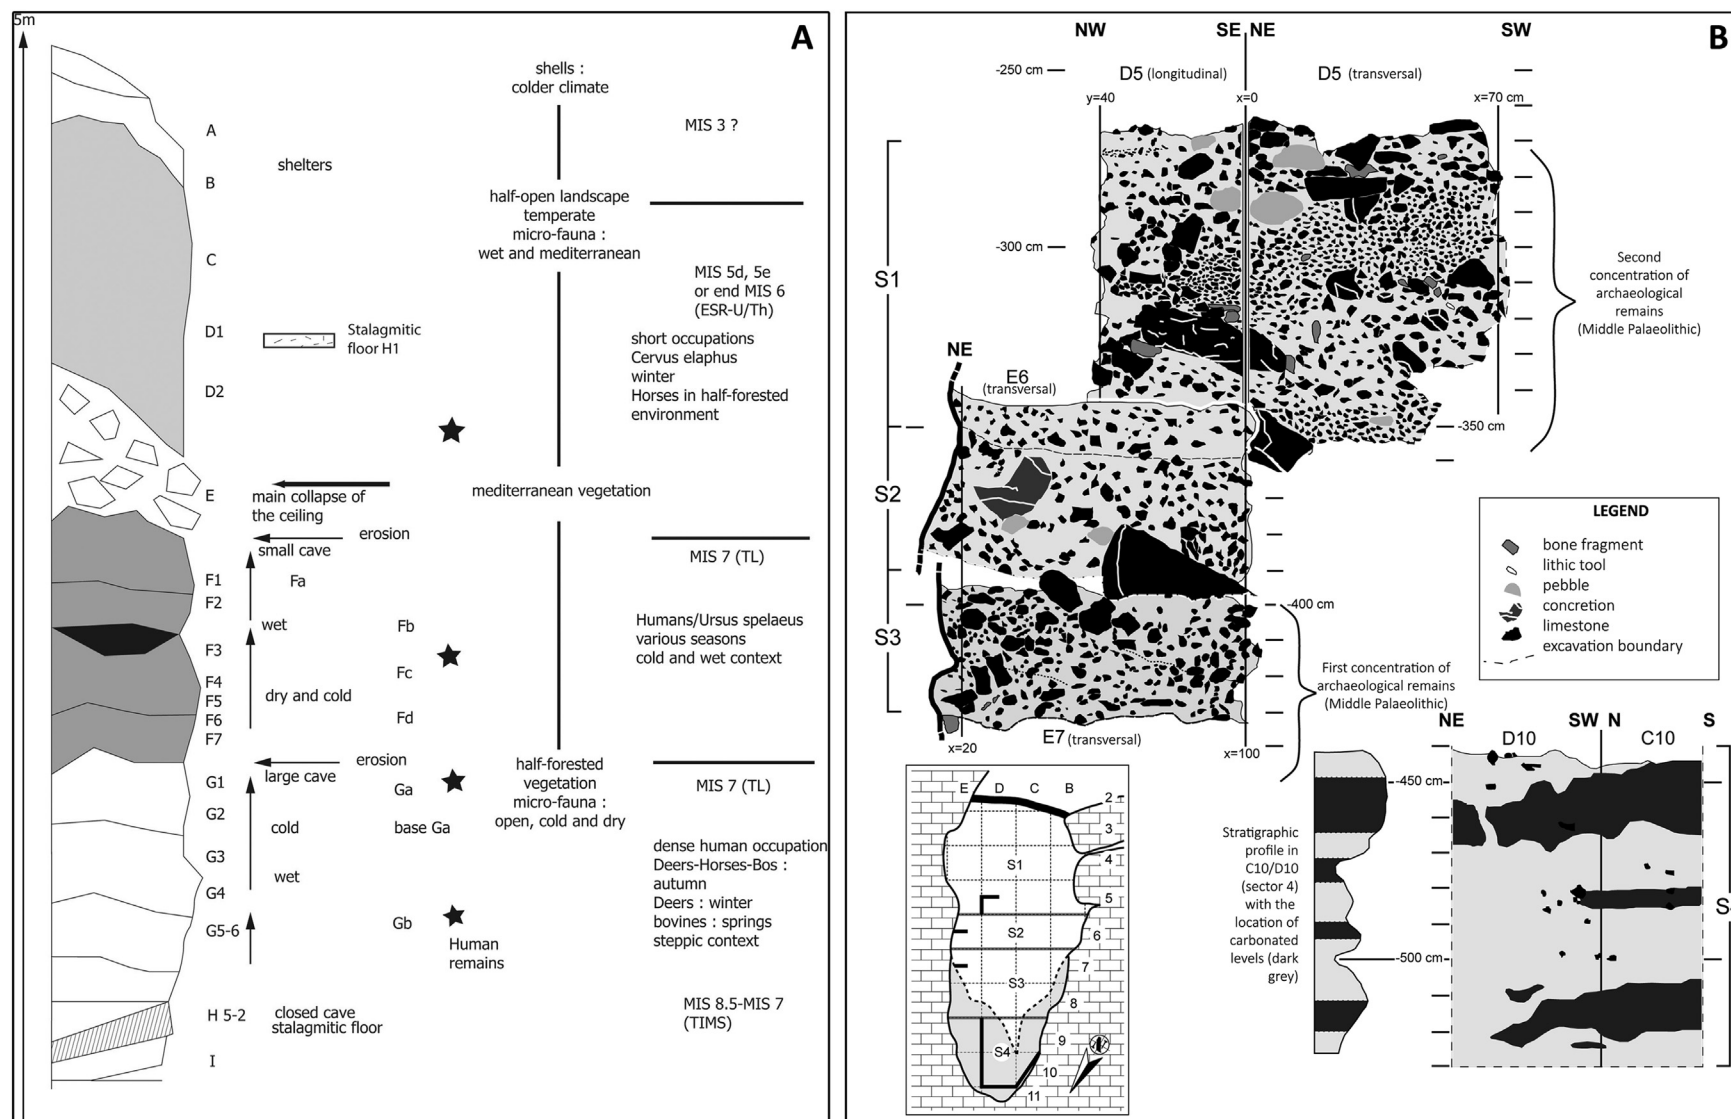 5m
A
shells :
colder climate
MIS 3 ?
A
shelters
B
half-open landscape
temperate
micro-fauna :
wet and mediterranean
C
MIS 5d, 5e
or end MIS 6
(ESR-U/Th)
D1
Stalagmitic
floor H1
short occupations
Cervus elaphus
winter
Horses in half-forested
environment
D2
E
main collapse of
the ceiling
mediterranean vegetation
erosion
small cave
MIS 7 (TL)
F1
Fa
F2
wet
Fb
Humans/Ursus spelaeus
various seasons
cold and wet context
F3
Fc
F4
F5
dry and cold
F6
Fd
F7
erosion
large cave
half-forested
vegetation
micro-fauna :
open, cold and dry
MIS 7 (TL)
G1
Ga
G2
cold
base Ga
dense human occupation
Deers-Horses-Bos :
autumn
Deers : winter
bovines : springs
steppic context
G3
wet
G4
G5-6
Gb
Human
remains
H 5-2
closed cave
stalagmitic floor
MIS 8.5-MIS 7
(TIMS)
I
B
NW
SE
NE
SW
-250 cm
D5 (longitudinal)
D5 (transversal)
y=40
x=0
x=70 cm
-300 cm
S1
Second
concentration of
archaeological
remains
(Middle Palaeolithic)
NE
E6
(transversal)
-350 cm
S2
LEGEND
bone fragment
lithic tool
pebble
concretion
limestone
excavation boundary
-400 cm
S3
First concentration of
archaeological remains
(Middle Palaeolithic)
x=20
E7 (transversal)
x=100
NE
SW
N
S
D10
C10
-450 cm
Stratigraphic
profile in
C10/D10
(sector 4)
with the
location of
carbonated
levels (dark
grey)
-500 cm
S
E
D
C
B
2
3
S1
4
5
S2
6
7
S3
8
9
S4
10
11